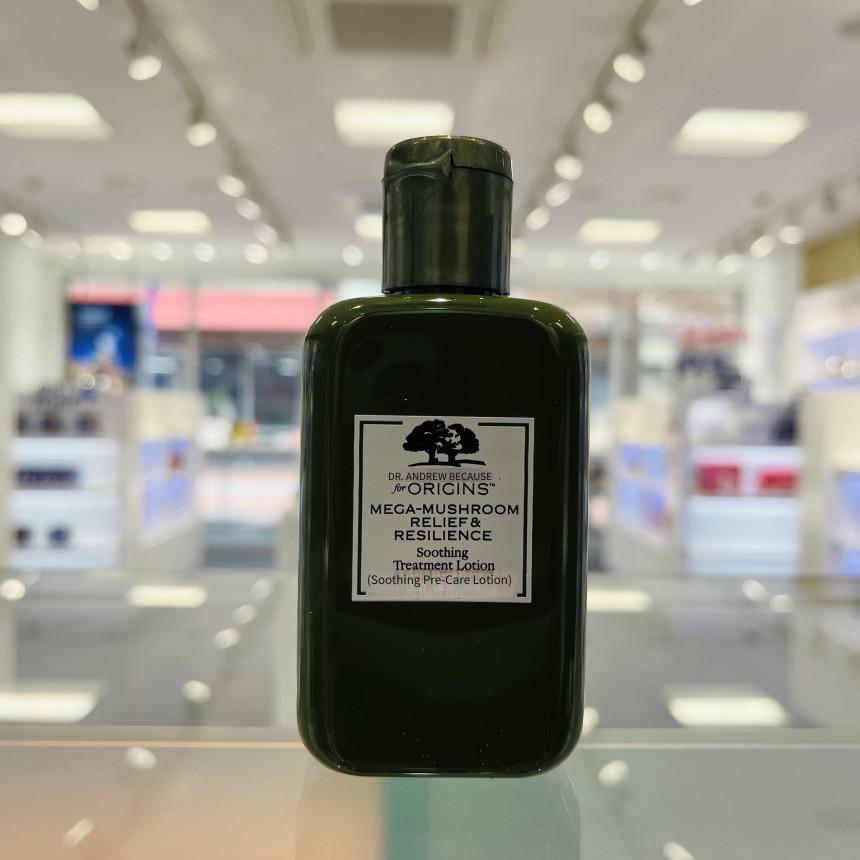 DR. ANDREW BECAUSE
for ORIGINS™
MEGA-MUSHROOM
RELIEF &
RESILIENCE
Soothing
Treatment Lotion
(Soothing Pre-Care Lotion)